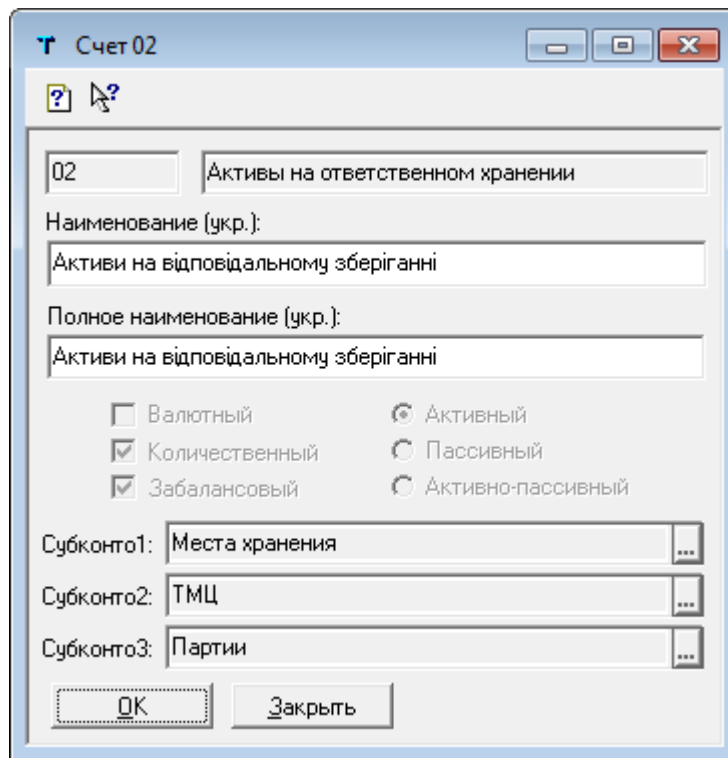 Счет 02
02 Активы на ответственном хранении
Наименование (укр.):
Активи на відповідальному зберіганні
Полное наименование (укр.):
Активи на відповідальному зберіганні
Валютный Активный
Количественный Пассивный
Забалансовый Активно-пассивный
Субконто1: Места хранения ...
Субконто2: ТМЦ ...
Субконто3: Партии ...
OK Закрыть